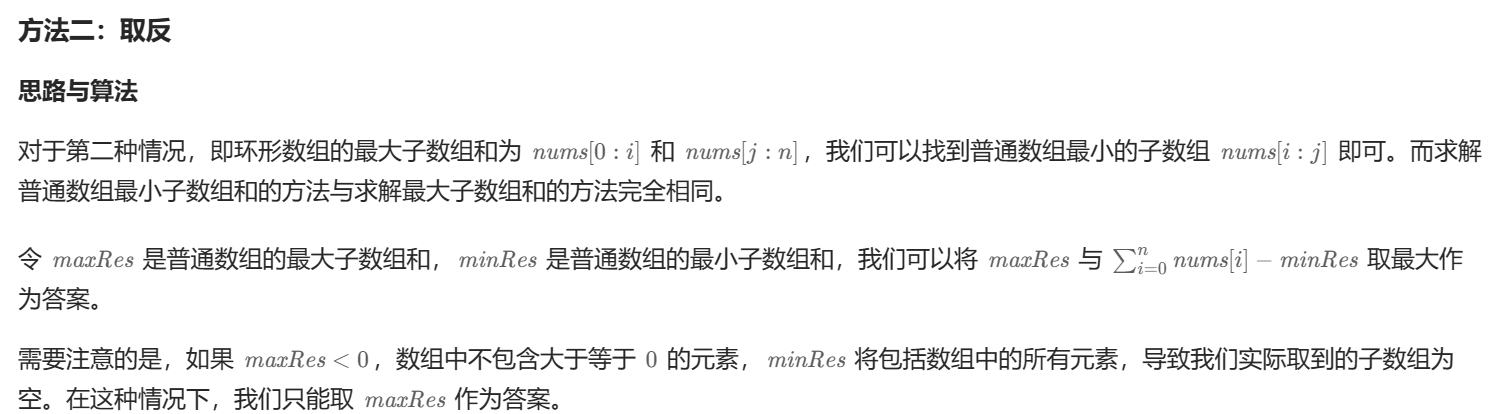 方法二：取反
思路与算法
对于第二种情况，即环形数组的最大子数组和为 nums[0 : i] 和 nums[j : n]，我们可以找到普通数组最小的子数组 nums[i : j] 即可。而求解
普通数组最小子数组和的方法与求解最大子数组和的方法完全相同。
令 maxRes 是普通数组的最大子数组和，minRes 是普通数组的最小子数组和，我们可以将 maxRes 与 ∑_{i=0}^{n} nums[i] − minRes 取最大作
为答案。
需要注意的是，如果 maxRes < 0，数组中不包含大于等于 0 的元素，minRes 将包括数组中的所有元素，导致我们实际取到的子数组为
空。在这种情况下，我们只能取 maxRes 作为答案。